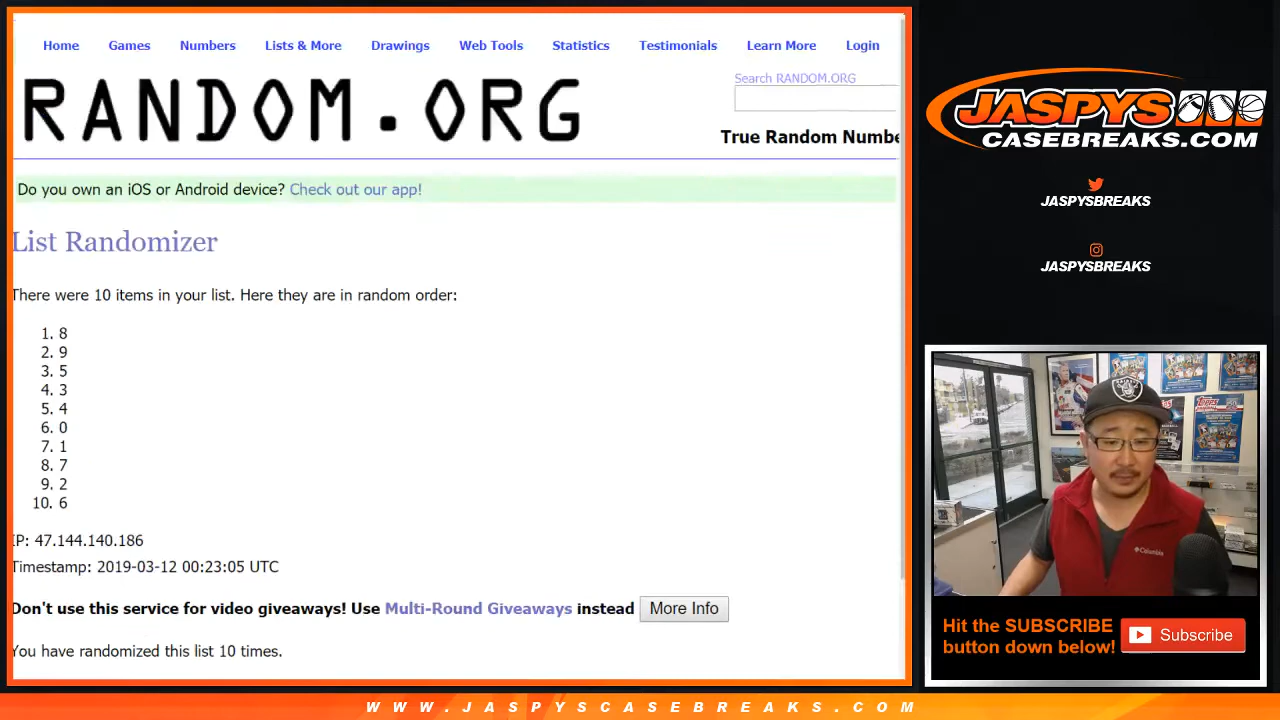 Home Games Numbers Lists & More Drawings Web Tools Statistics Testimonials Learn More Login
RANDOM.ORG
Search RANDOM.ORG
True Random Numbe
Do you own an iOS or Android device? Check out our app!
List Randomizer
There were 10 items in your list. Here they are in random order:
1. 8
2. 9
3. 5
4. 3
5. 4
6. 0
7. 1
8. 7
9. 2
10. 6
IP: 47.144.140.186
Timestamp: 2019-03-12 00:23:05 UTC
Don't use this service for video giveaways! Use Multi-Round Giveaways instead More Info
You have randomized this list 10 times.
JASPYS
CASEBREAKS.COM
JASPYSBREAKS
JASPYSBREAKS
RAIDERS
Topps
Columbia
Hit the SUBSCRIBE
button down below!
Subscribe
WWW.JASPYSCASEBREAKS.COM